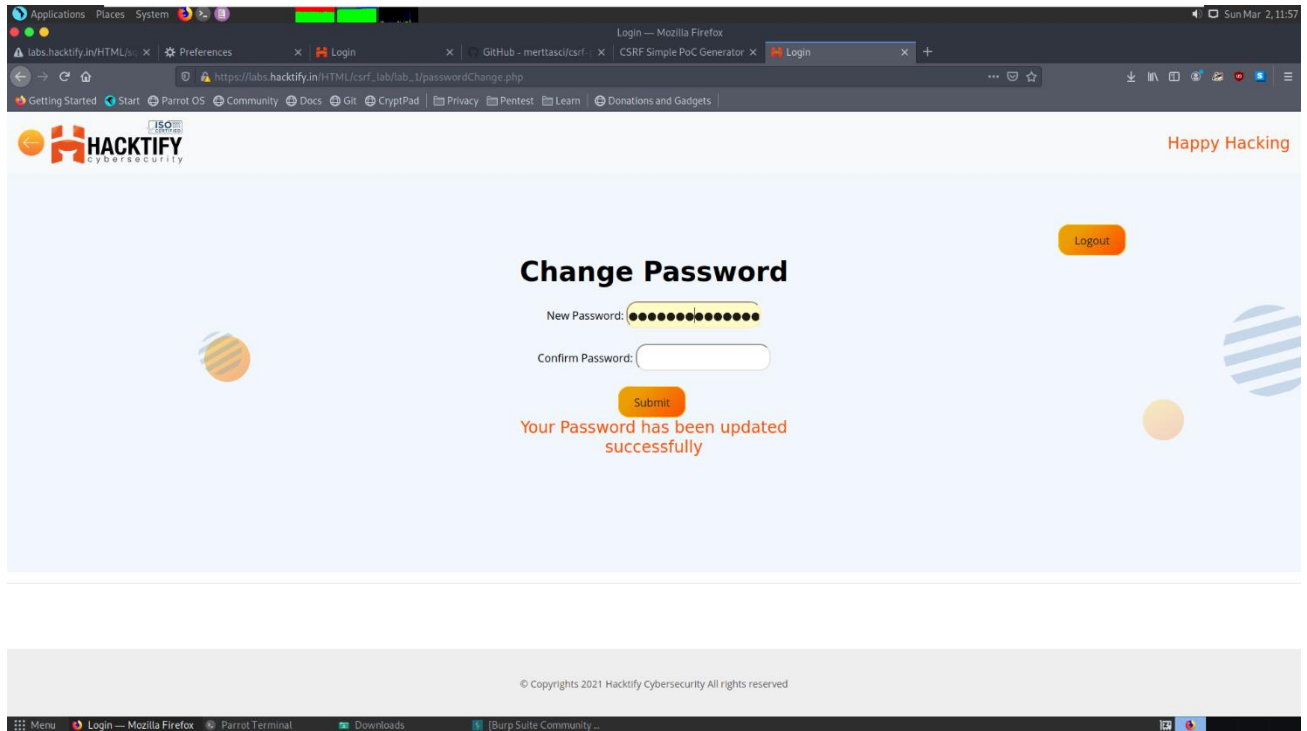 Applications Places System
Sun Mar 2, 11:57
Login — Mozilla Firefox
labs.hacktify.in/HTML/sq
Preferences
Login
GitHub - merttasci/csrf-
CSRF Simple PoC Generator
Login
https://labs.hacktify.in/HTML/csrf_lab/lab_1/passwordChange.php
Getting Started Start Parrot OS Community Docs Git CryptPad Privacy Pentest Learn Donations and Gadgets
ISO
CERTIFIED
HACKTIFY
cybersecurity
Happy Hacking
Logout
Change Password
New Password:
Confirm Password:
Submit
Your Password has been updated
successfully
© Copyrights 2021 Hacktify Cybersecurity All rights reserved
Menu Login — Mozilla Firefox Parrot Terminal Downloads [Burp Suite Community ...